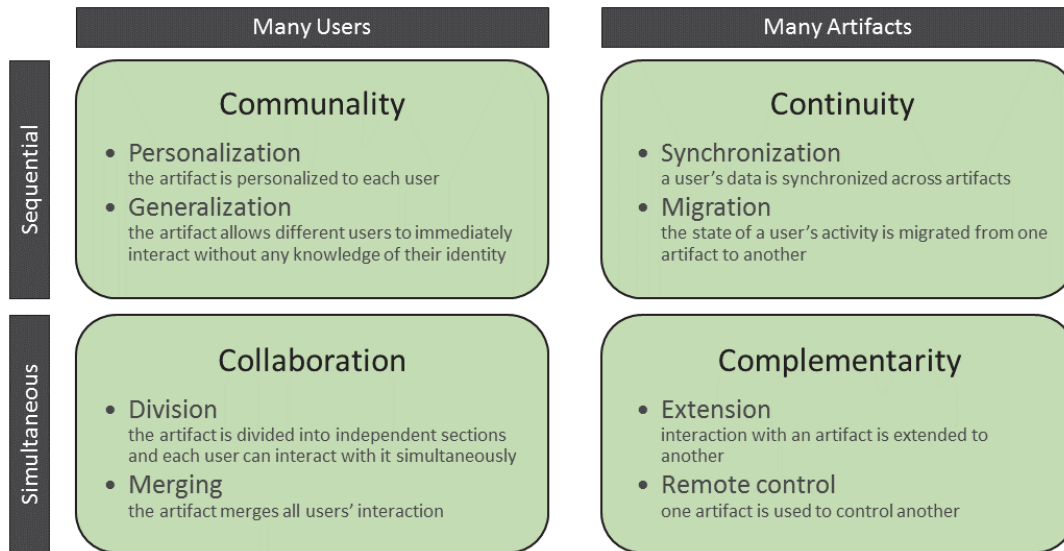 Many Users
Many Artifacts
Sequential
Communality
• Personalization
the artifact is personalized to each user
• Generalization
the artifact allows different users to immediately
interact without any knowledge of their identity
Continuity
• Synchronization
a user's data is synchronized across artifacts
• Migration
the state of a user's activity is migrated from one
artifact to another
Simultaneous
Collaboration
• Division
the artifact is divided into independent sections
and each user can interact with it simultaneously
• Merging
the artifact merges all users' interaction
Complementarity
• Extension
interaction with an artifact is extended to
another
• Remote control
one artifact is used to control another